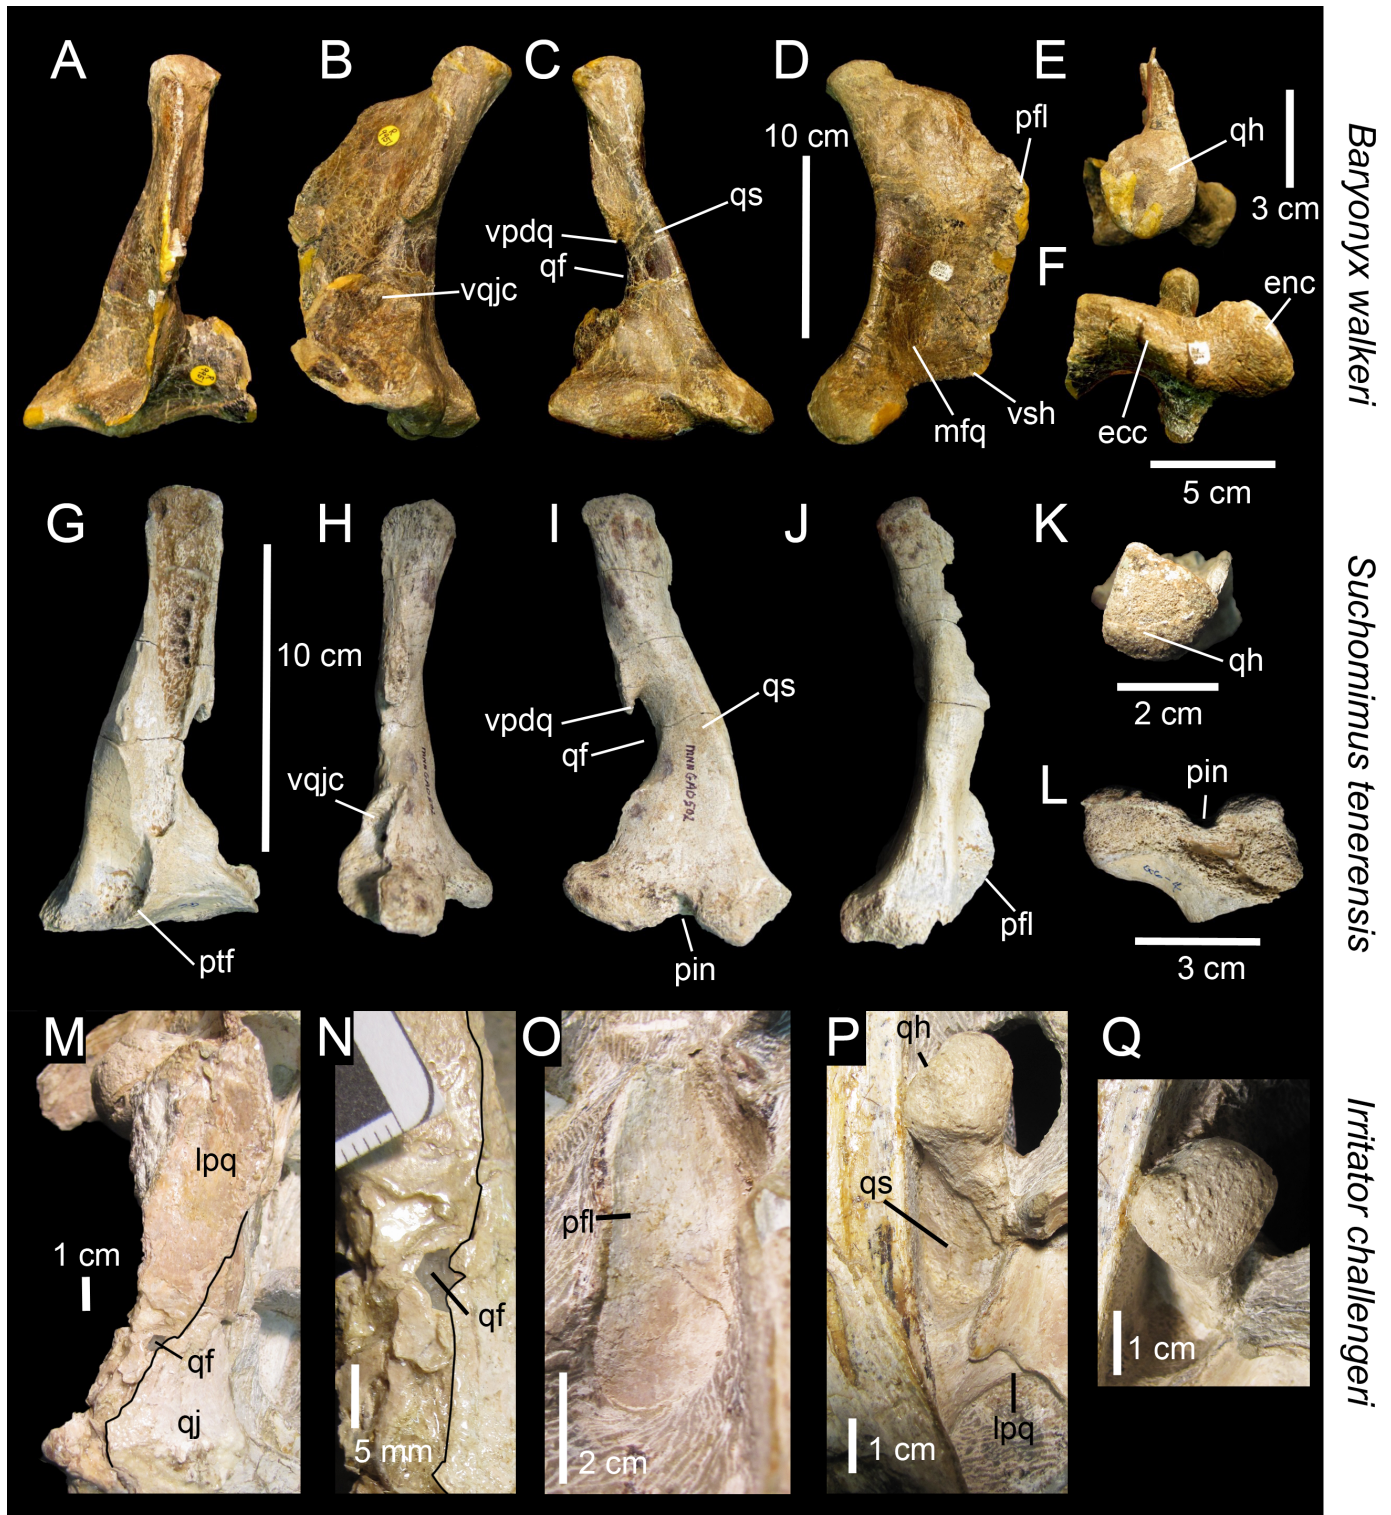 A
B
C
D
E
pfl
10 cm
qh
qs
vpdq
qf
3 cm
F
enc
vqjc
ecc
mfq
vsh
5 cm
Baryonyx walkeri
G
H
I
J
K
10 cm
qh
vpdq
qs
2 cm
qf
MNN GAD502
vqjc
L
pin
ptf
pin
pfl
3 cm
Suchomimus tenerensis
M
N
O
P
qh
Q
lpq
qs
pfl
1 cm
qf
qf
1 cm
qj
5 mm
2 cm
1 cm
lpq
Irritator challengeri